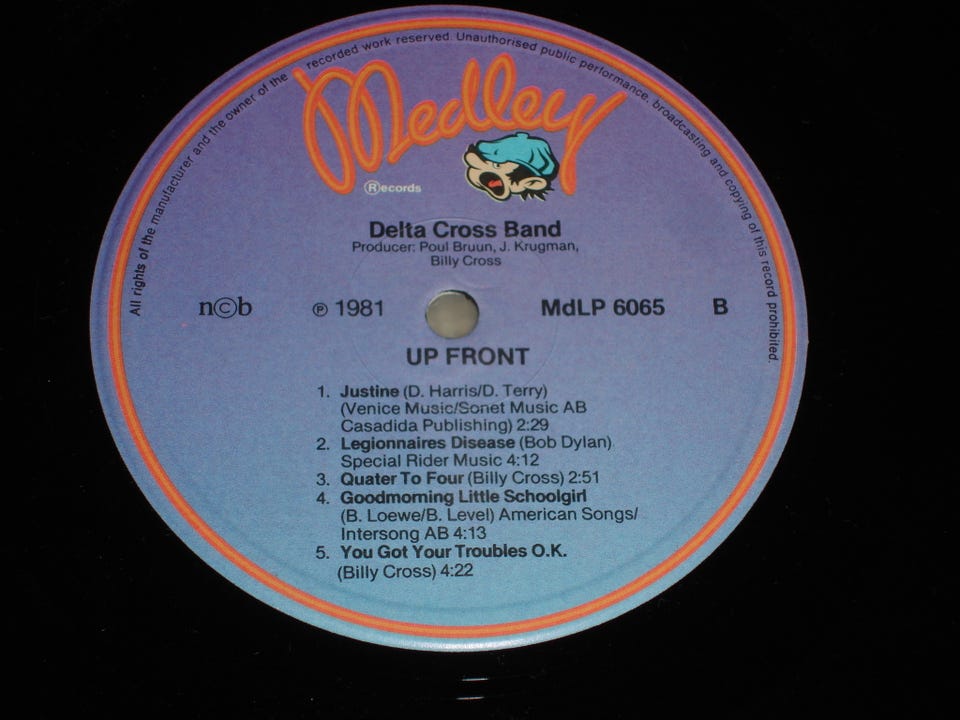 All rights of the manufacturer and the owner of the recorded work reserved. Unauthorised public performance, broadcasting and copying of this record prohibited.
Medley
Ⓡecords
Delta Cross Band
Producer: Poul Bruun, J. Krugman,
Billy Cross
n©b ℗ 1981 MdLP 6065 B
UP FRONT
1. Justine (D. Harris/D. Terry)
(Venice Music/Sonet Music AB
Casadida Publishing) 2:29
2. Legionnaires Disease (Bob Dylan)
Special Rider Music 4:12
3. Quater To Four (Billy Cross) 2:51
4. Goodmorning Little Schoolgirl
(B. Loewe/B. Level) American Songs/
Intersong AB 4:13
5. You Got Your Troubles O.K.
(Billy Cross) 4:22